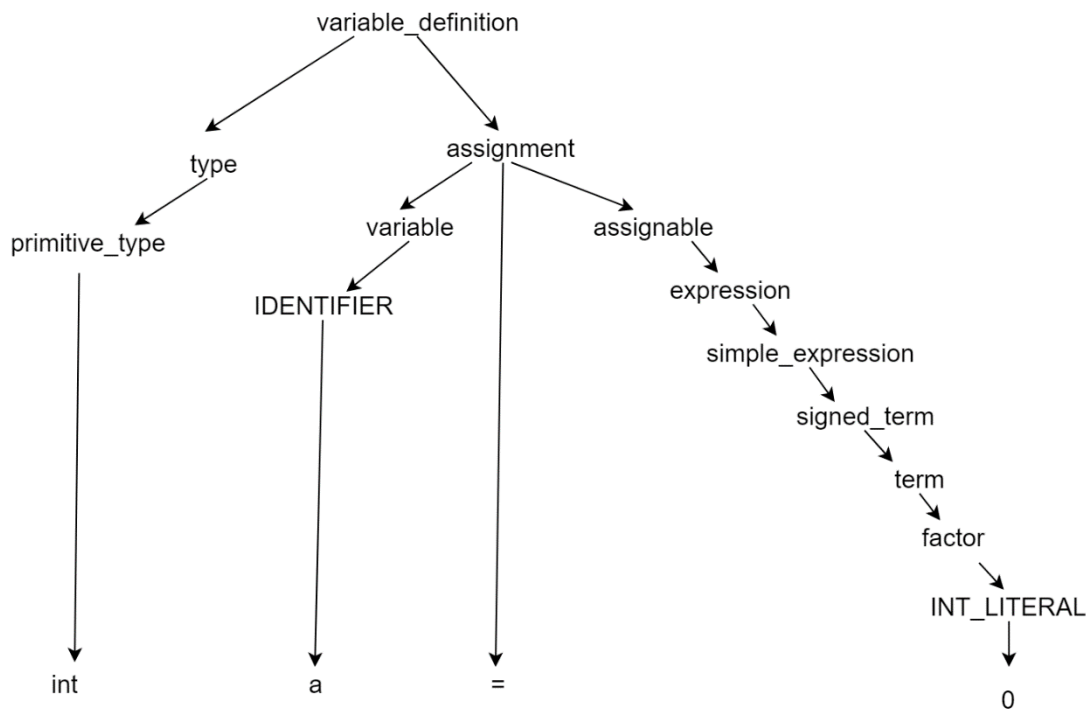 variable_definition
type
assignment
primitive_type
variable
assignable
IDENTIFIER
expression
simple_expression
signed_term
term
factor
INT_LITERAL
int a = 0